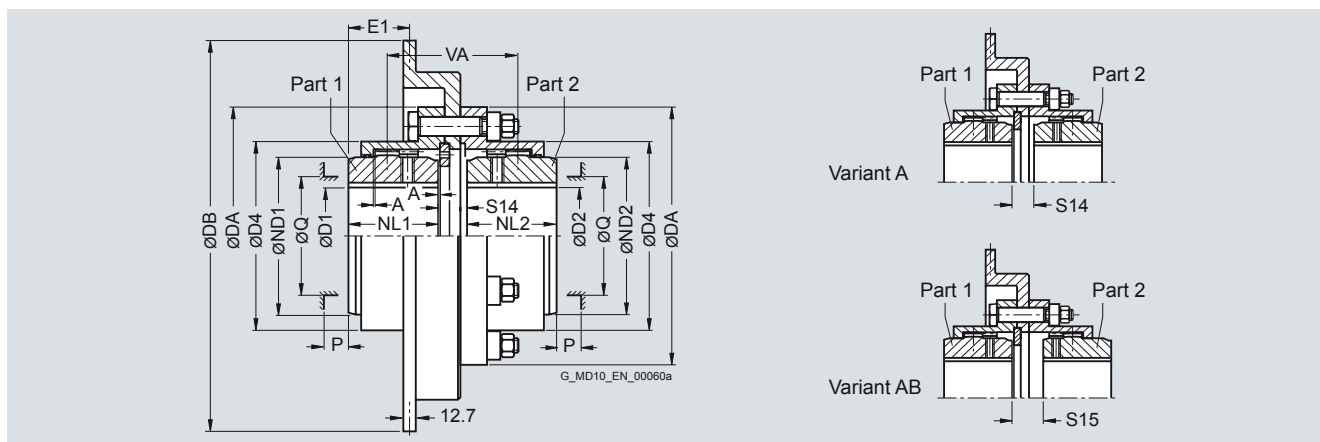 E1
VA
Part 1
Part 2
ØDB
ØDA
ØD4
ØND1
ØQ
ØD1
A
A
NL1
S14
NL2
ØD2
ØQ
ØND2
ØD4
ØDA
P
P
12.7
G_MD10_EN_00060a
Part 1
Part 2
Variant A
S14
Part 1
Part 2
Variant AB
S15